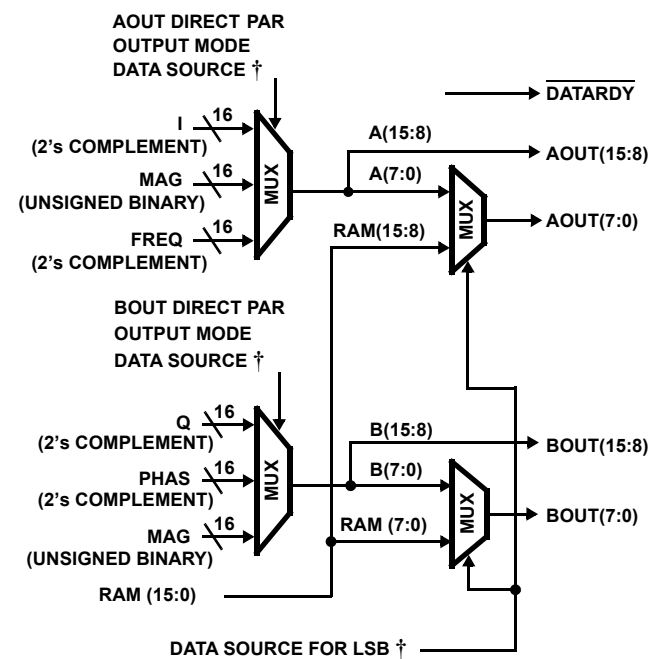 AOUT DIRECT PAR
OUTPUT MODE
DATA SOURCE †
DATARDY
I
16
(2's COMPLEMENT)
MAG
16
(UNSIGNED BINARY)
FREQ
16
(2's COMPLEMENT)
MUX
A(15:8)
AOUT(15:8)
A(7:0)
RAM(15:8)
MUX
AOUT(7:0)
BOUT DIRECT PAR
OUTPUT MODE
DATA SOURCE †
Q
16
(2's COMPLEMENT)
PHAS
16
(2's COMPLEMENT)
MAG
16
(UNSIGNED BINARY)
MUX
B(15:8)
BOUT(15:8)
B(7:0)
RAM (7:0)
MUX
BOUT(7:0)
RAM (15:0)
DATA SOURCE FOR LSB †